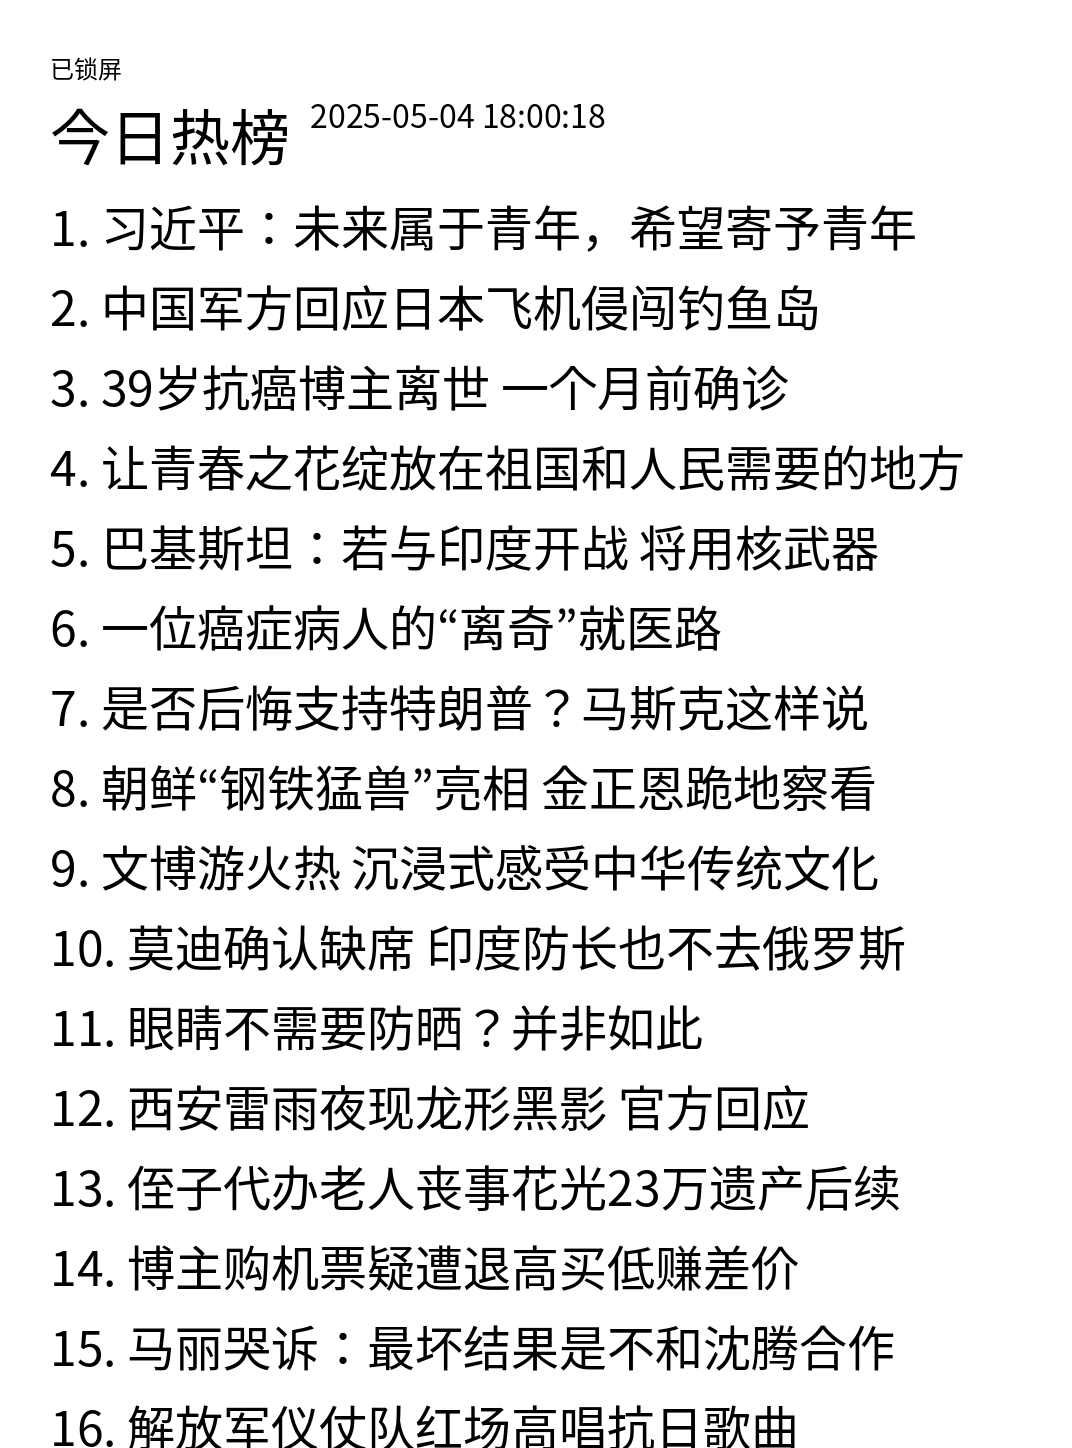 已锁屏
今日热榜 2025-05-04 18:00:18
1. 习近平：未来属于青年，希望寄予青年
2. 中国军方回应日本飞机侵闯钓鱼岛
3. 39岁抗癌博主离世 一个月前确诊
4. 让青春之花绽放在祖国和人民需要的地方
5. 巴基斯坦：若与印度开战 将用核武器
6. 一位癌症病人的“离奇”就医路
7. 是否后悔支持特朗普？马斯克这样说
8. 朝鲜“钢铁猛兽”亮相 金正恩跪地察看
9. 文博游火热 沉浸式感受中华传统文化
10. 莫迪确认缺席 印度防长也不去俄罗斯
11. 眼睛不需要防晒？并非如此
12. 西安雷雨夜现龙形黑影 官方回应
13. 侄子代办老人丧事花光23万遗产后续
14. 博主购机票疑遭退高买低赚差价
15. 马丽哭诉：最坏结果是不和沈腾合作
16. 解放军仪仗队红场高唱抗日歌曲